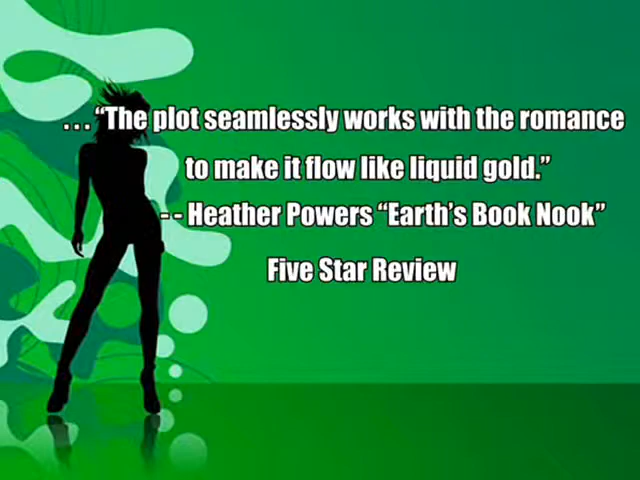 . . . “The plot seamlessly works with the romance
to make it flow like liquid gold.”
- - Heather Powers “Earth’s Book Nook”
Five Star Review